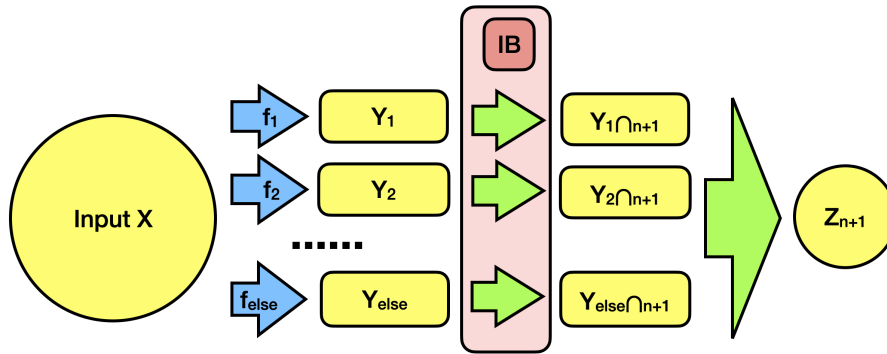 IB
f₁ Y₁ Y₁⋂ₙ₊₁
Input X f₂ Y₂ Y₂⋂ₙ₊₁ Zₙ₊₁
......
fₑₗₛₑ Yₑₗₛₑ Yₑₗₛₑ⋂ₙ₊₁